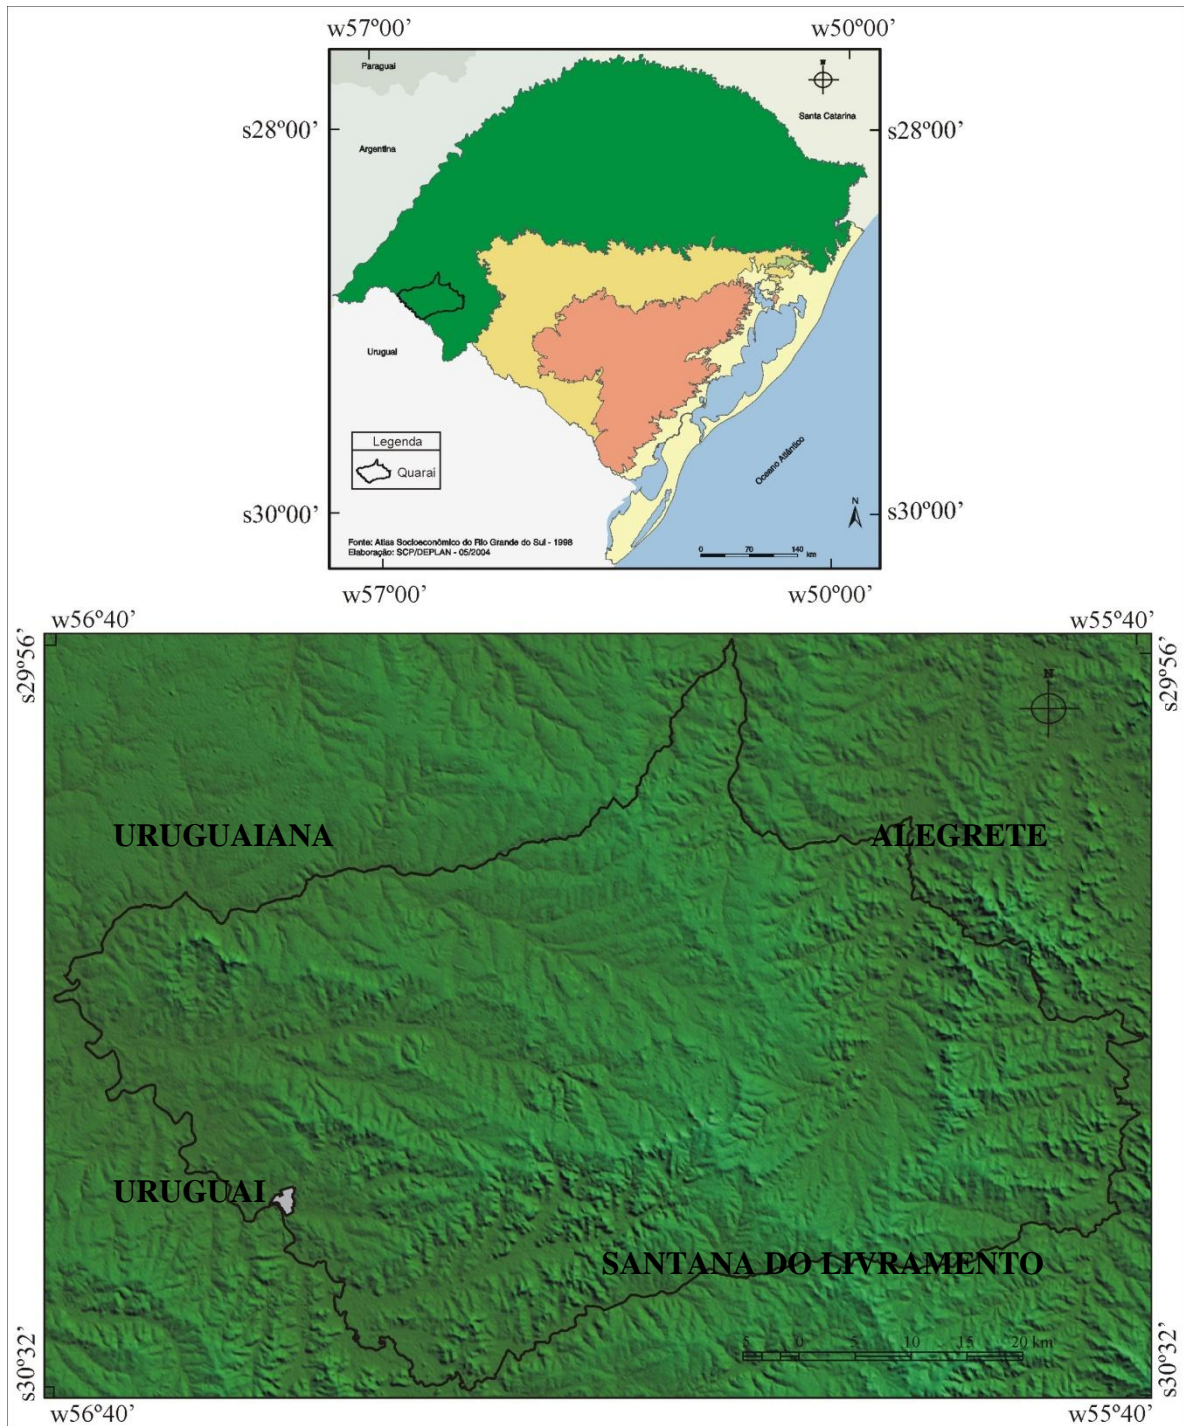 w57º00’ w50º00’
Paraguai
N
Santa Catarina
s28º00’ s28º00’
Argentina
Uruguai
Legenda
Quaraí
Oceano Atlântico
s30º00’ s30º00’
N
Fonte: Atlas Socioeconômico do Rio Grande do Sul - 1998
Elaboração: SCP/DEPLAN - 05/2004
0 70 140
km
w57º00’ w50º00’
w56º40’ w55º40’
s29º56’ s29º56’
N
URUGUAIANA ALEGRETE
URUGUAI
SANTANA DO LIVRAMENTO
5 0 5 10 15 20 km
s30º32’ s30º32’
w56º40’ w55º40’